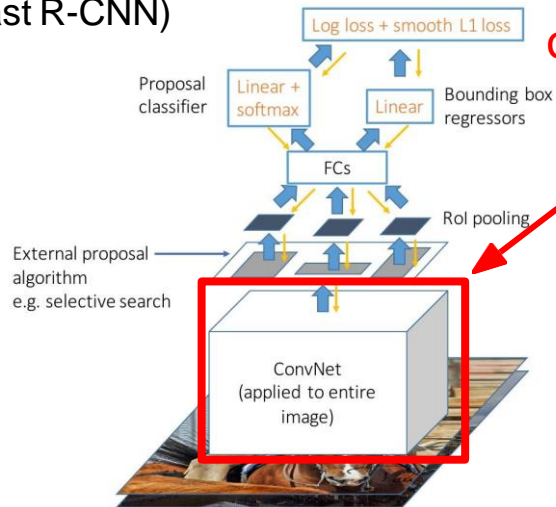 ast R-CNN)
Log loss + smooth L1 loss
Proposal
classifier
Linear +
softmax
Linear
Bounding box
regressors
FCs
RoI pooling
External proposal
algorithm
e.g. selective search
ConvNet
(applied to entire
image)